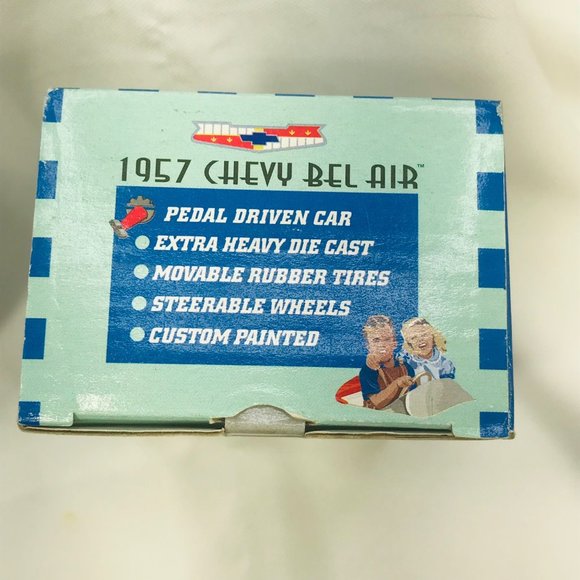 1957 CHEVY BEL AIR™
PEDAL DRIVEN CAR
EXTRA HEAVY DIE CAST
MOVABLE RUBBER TIRES
STEERABLE WHEELS
CUSTOM PAINTED